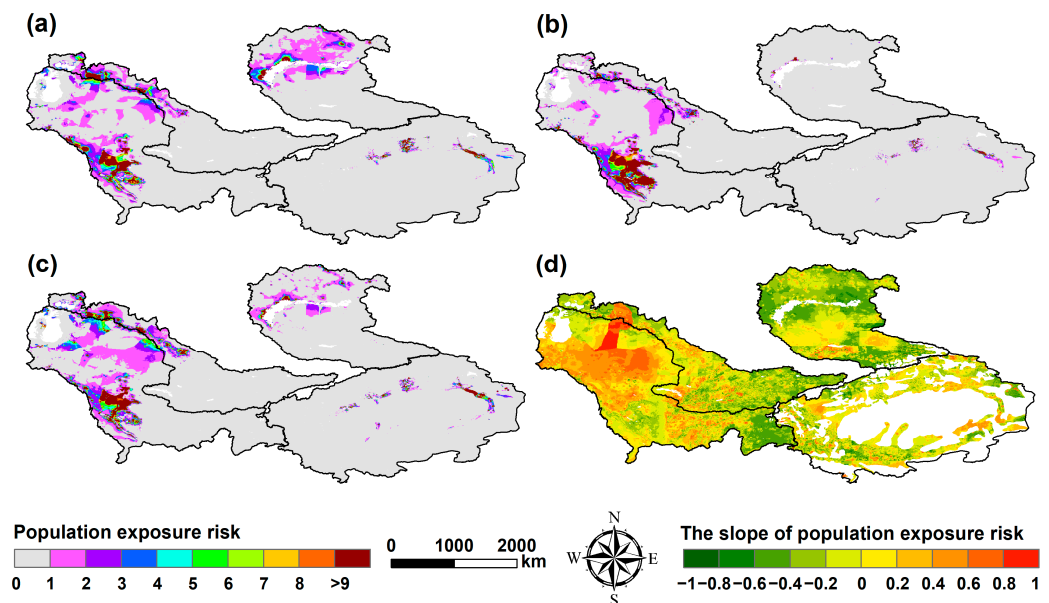 (a)
(b)
(c)
(d)
Population exposure risk
0 1 2 3 4 5 6 7 8 >9
0 1000 2000
km
N
W E
S
The slope of population exposure risk
−1 −0.8 −0.6 −0.4 −0.2 0 0.2 0.4 0.6 0.8 1